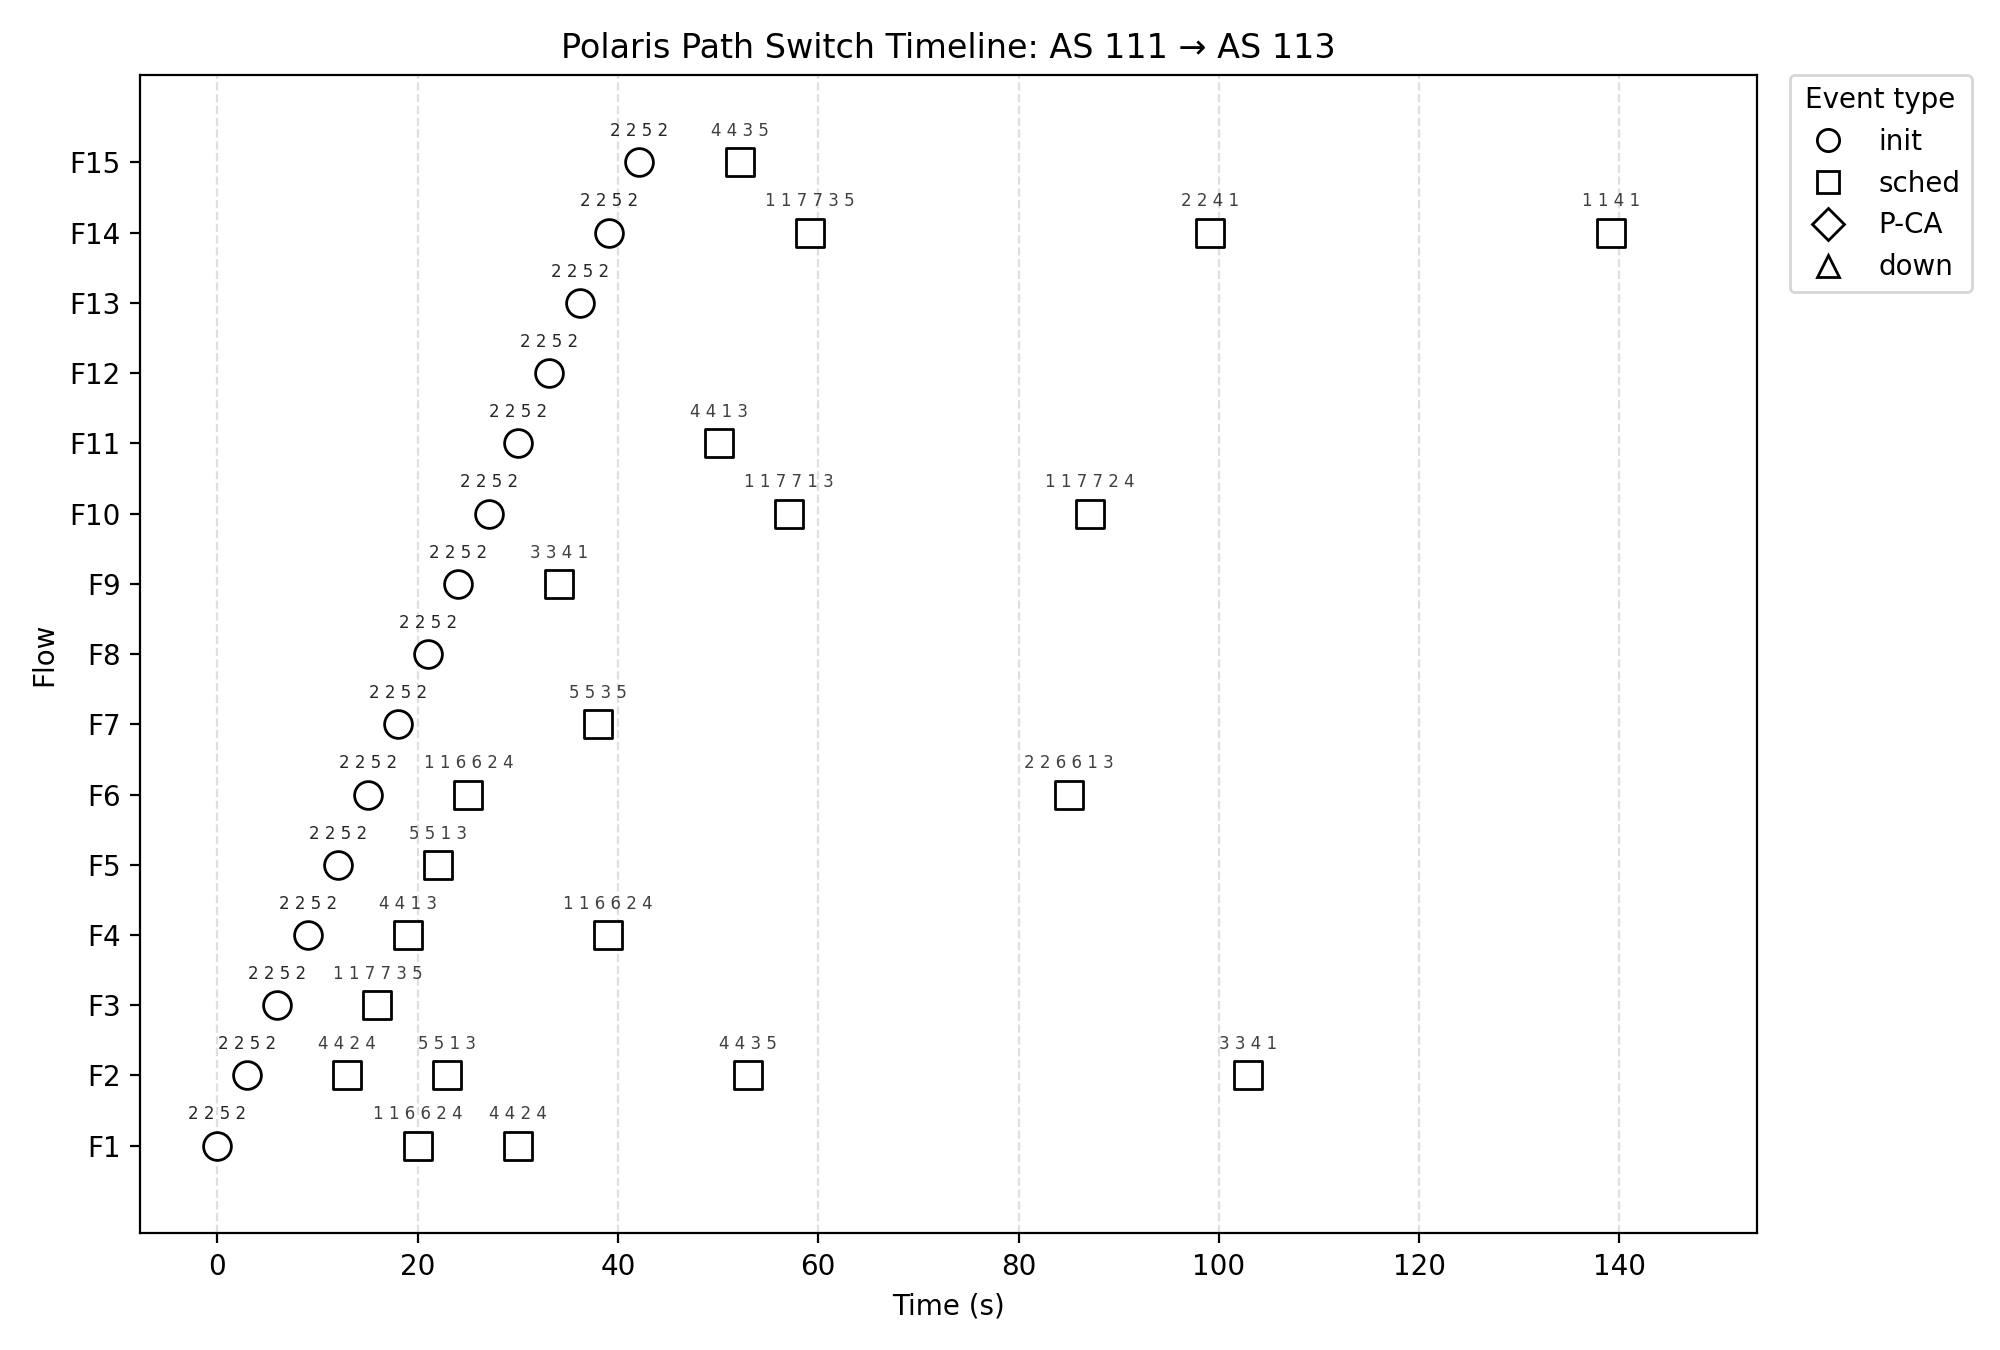 Polaris Path Switch Timeline: AS 111 → AS 113
Event type
init
sched
P-CA
down
2 2 5 2 4 4 3 5
F15
2 2 5 2 1 1 7 7 3 5 2 2 4 1 1 1 4 1
F14
2 2 5 2
F13
2 2 5 2
F12
2 2 5 2 4 4 1 3
F11
2 2 5 2 1 1 7 7 1 3 1 1 7 7 2 4
F10
2 2 5 2 3 3 4 1
F9
2 2 5 2
F8
2 2 5 2 5 5 3 5
F7
2 2 5 2 1 1 6 6 2 4 2 2 6 6 1 3
F6
2 2 5 2 5 5 1 3
F5
2 2 5 2 4 4 1 3 1 1 6 6 2 4
F4
2 2 5 2 1 1 7 7 3 5
F3
2 2 5 2 4 4 2 4 5 5 1 3 4 4 3 5 3 3 4 1
F2
2 2 5 2 1 1 6 6 2 4 4 4 2 4
F1
Flow
0 20 40 60 80 100 120 140
Time (s)